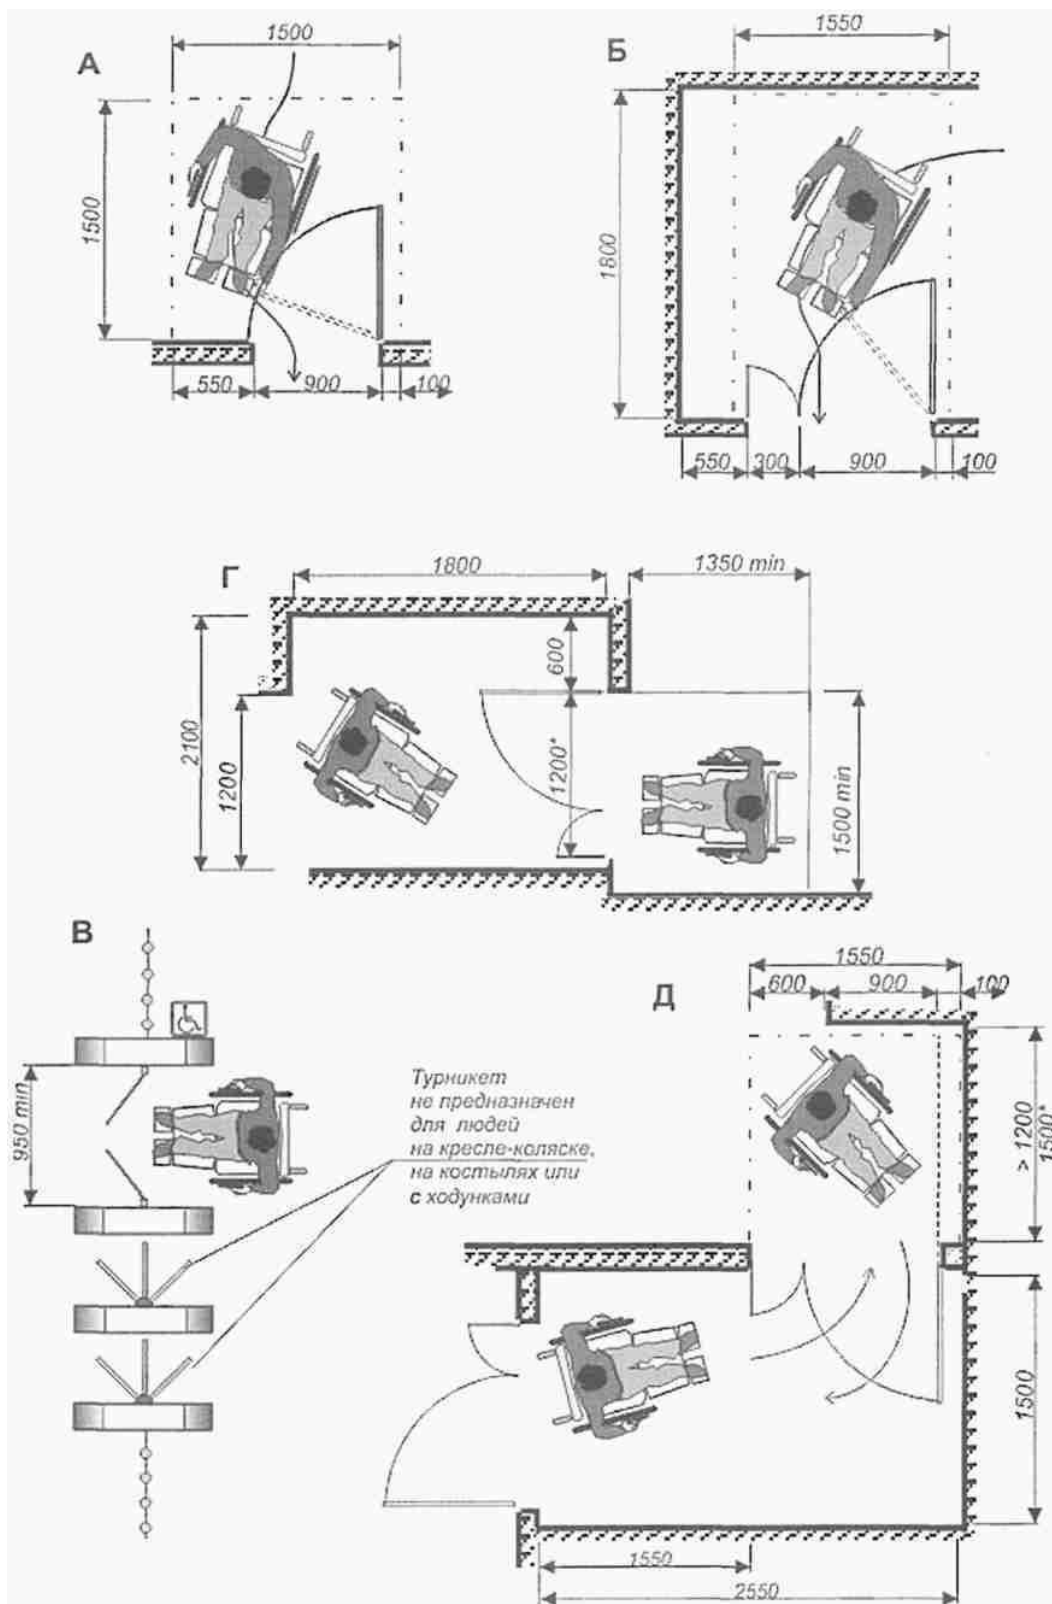 А
1500
1500
550
900
100
Б
1550
1800
550
300
900
100
Г
1800
1350 min
2100
1200
600
1200*
1500 min
В
950 min
Турникет
не предназначен
для людей
на кресле-коляске,
на костылях или
с ходунками
Д
1550
600
900
100
> 1200
1500*
1500
1550
2550